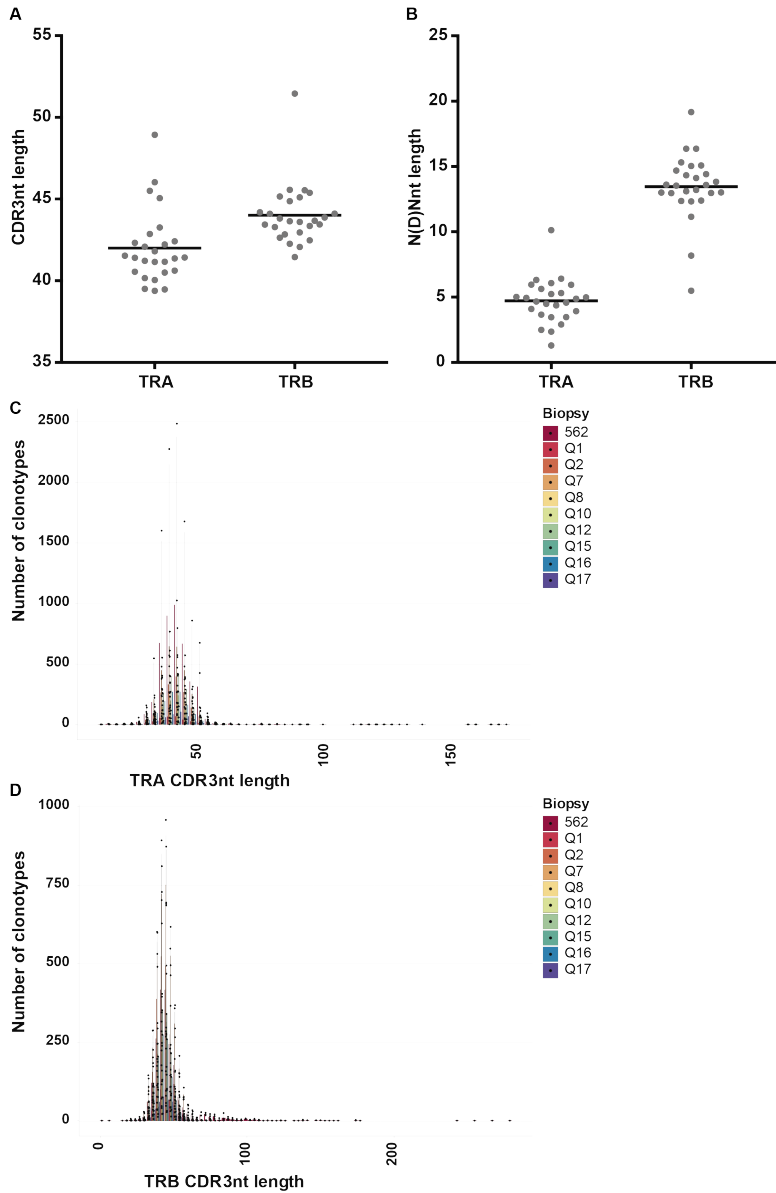 A
55
50
45
40
35
CDR3nt length
TRA
TRB
B
25
20
15
10
5
0
N(D)Nnt length
TRA
TRB
C
2500
2000
1500
1000
500
0
Number of clonotypes
50
100
150
TRA CDR3nt length
Biopsy
562
Q1
Q2
Q7
Q8
Q10
Q12
Q15
Q16
Q17
D
1000
750
500
250
0
Number of clonotypes
0
100
200
TRB CDR3nt length
Biopsy
562
Q1
Q2
Q7
Q8
Q10
Q12
Q15
Q16
Q17